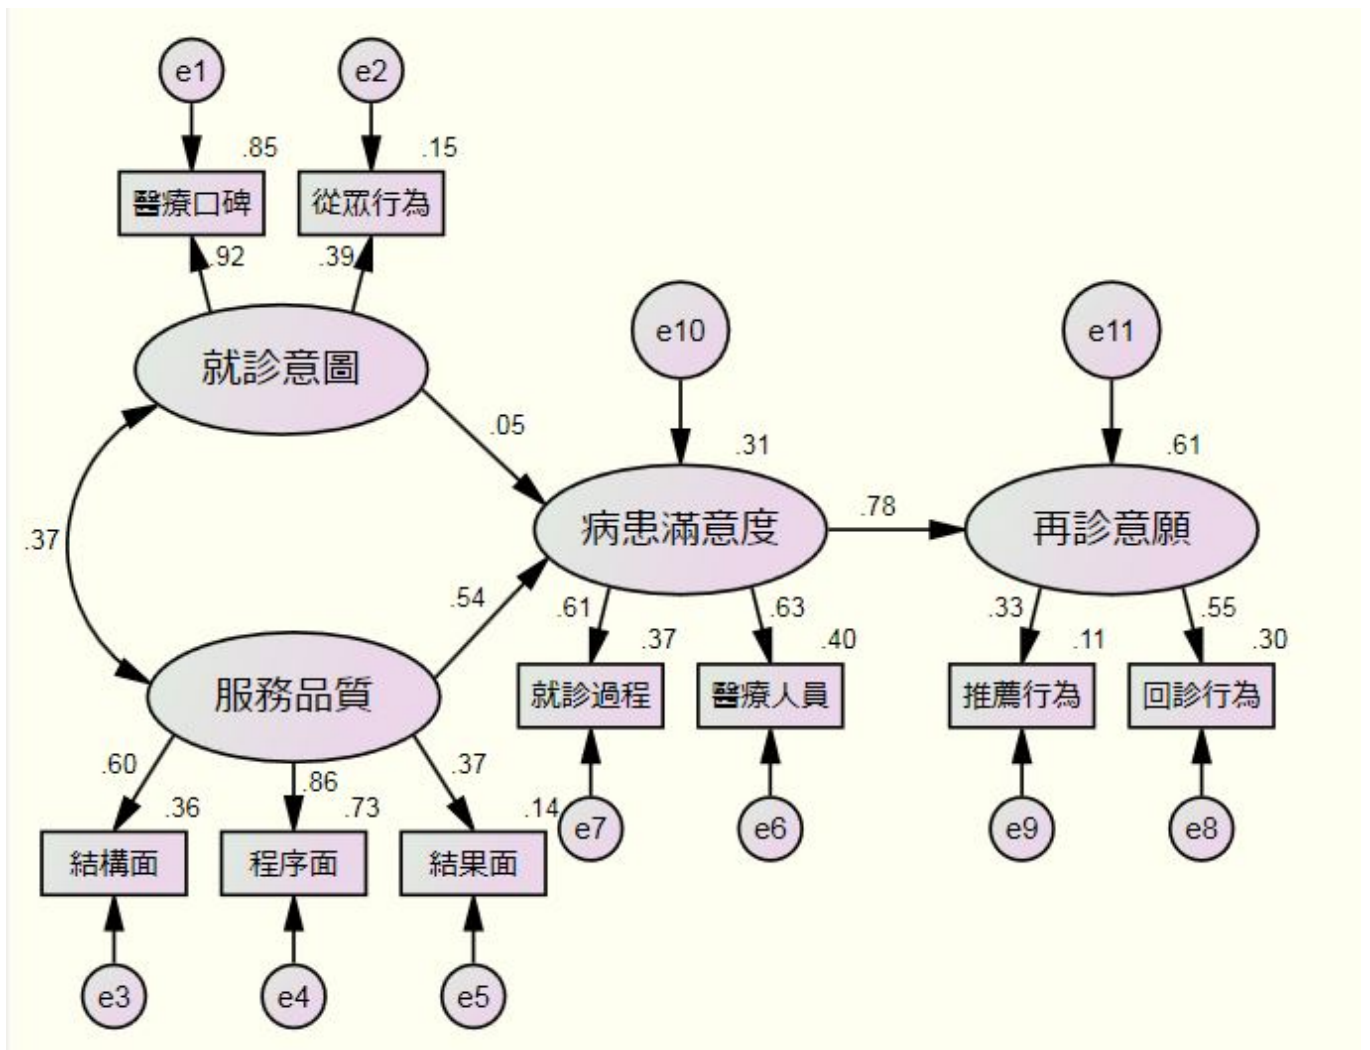 e1
e2
.85
.15
醫療口碑
從眾行為
.92
.39
就診意圖
e10
e11
.05
.31
.61
.37
病患滿意度
.78
再診意願
.54
服務品質
.61
.63
.33
.55
.37
.40
.11
.30
就診過程
醫療人員
推薦行為
回診行為
.60
.86
.37
.36
.73
.14
e7
e6
e9
e8
結構面
程序面
結果面
e3
e4
e5